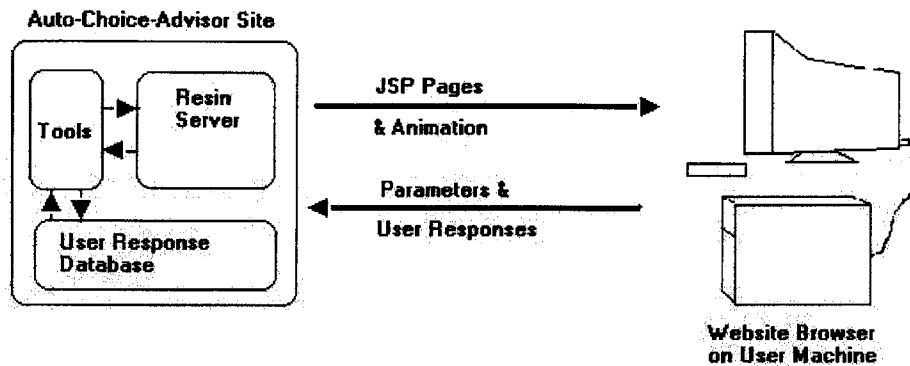 Auto-Choice-Advisor Site
Tools
Resin
Server
User Response
Database
JSP Pages
& Animation
Parameters &
User Responses
Website Browser
on User Machine